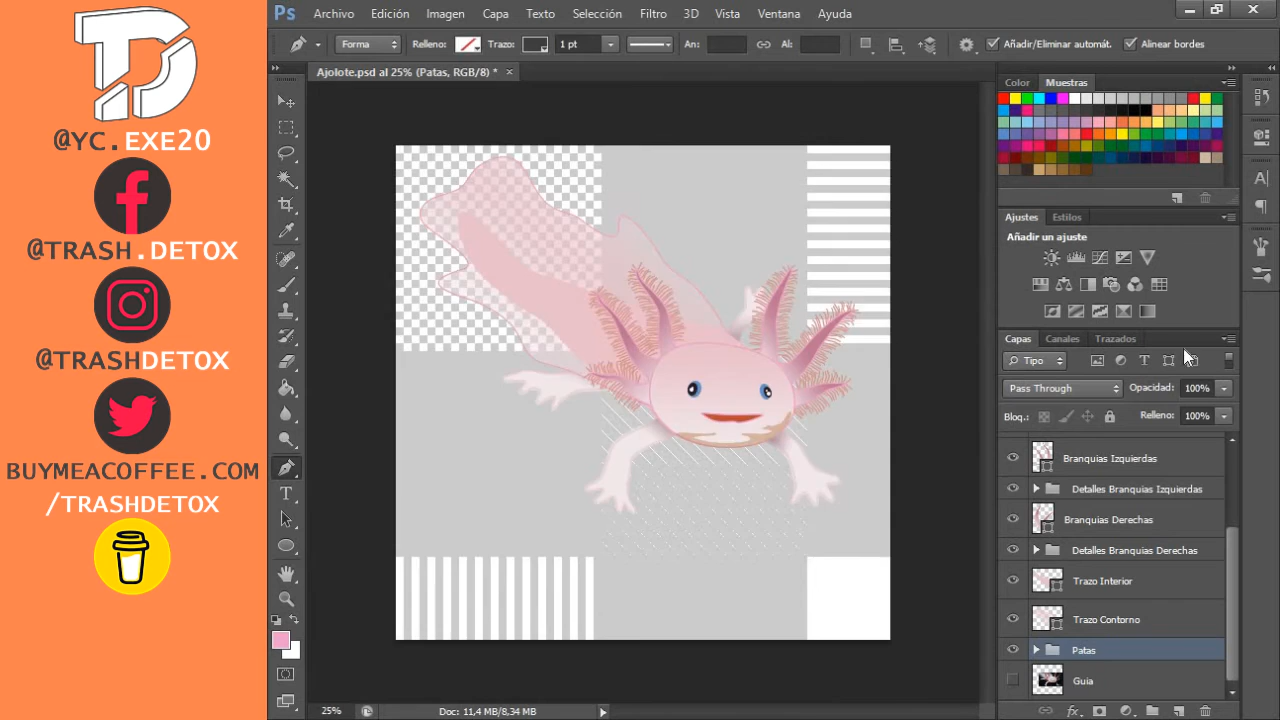 @YC.EXE20
@TRASH.DETOX
@TRASHDETOX
BUYMEACOFFEE.COM
/TRASHDETOX
Ps Archivo Edición Imagen Capa Texto Selección Filtro 3D Vista Ventana Ayuda
Forma Relleno: Trazo: 1 pt An: Al: Añadir/Eliminar automát. Alinear bordes
Ajolote.psd al 25% (Patas, RGB/8) *
25% Doc: 11,4 MB/8,34 MB
Color Muestras
Ajustes Estilos
Añadir un ajuste
Capas Canales Trazados
Tipo
Pass Through Opacidad: 100%
Bloq.: Relleno: 100%
Branquias Izquierdas
Detalles Branquias Izquierdas
Branquias Derechas
Detalles Branquias Derechas
Trazo Interior
Trazo Contorno
Patas
Guia